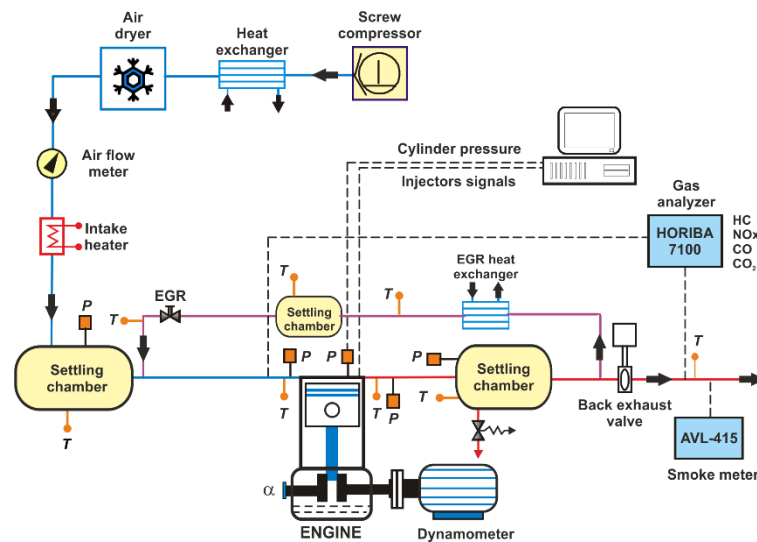 Air
dryer
Heat
exchanger
Screw
compressor
Air flow
meter
Cylinder pressure
Injectors signals
Gas
analyzer
HORIBA
7100
HC
NOx
CO
CO₂
Intake
heater
EGR
T
T
T
EGR heat
exchanger
P
Settling
chamber
Settling
chamber
T
P
P
T
T
P
P
T
Settling
chamber
T
Back exhaust
valve
AVL-415
Smoke meter
α
ENGINE
Dynamometer